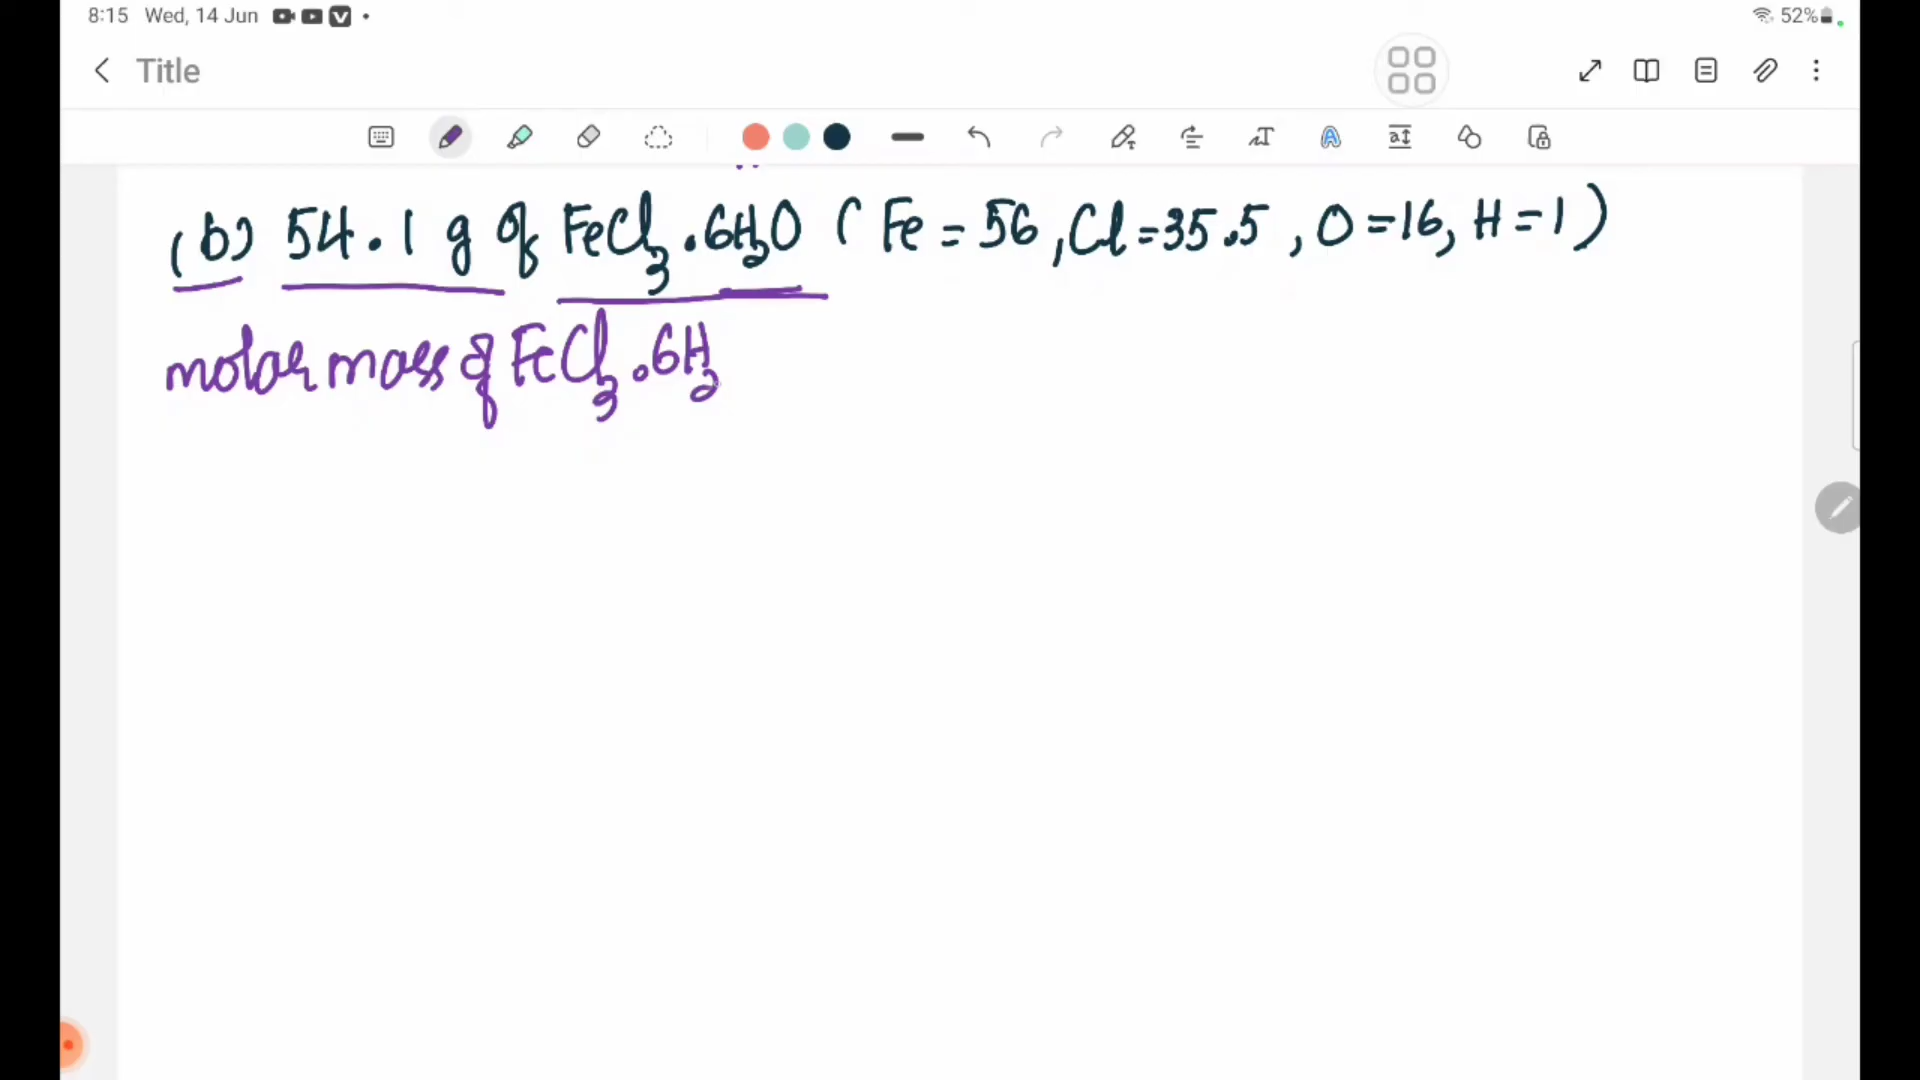 8:15 Wed, 14 Jun
52%
Title
(b) 54.1 g of FeCl₃.6H₂O ( Fe = 56, Cl = 35.5, O = 16, H = 1 )
molar mass of FeCl₃.6H₂